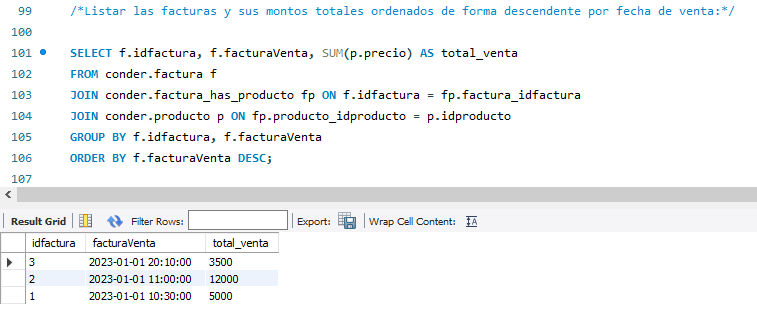 99 /*Listar las facturas y sus montos totales ordenados de forma descendente por fecha de venta:*/
100
101 SELECT f.idfactura, f.facturaVenta, SUM(p.precio) AS total_venta
102 FROM conder.factura f
103 JOIN conder.factura_has_producto fp ON f.idfactura = fp.factura_idfactura
104 JOIN conder.producto p ON fp.producto_idproducto = p.idproducto
105 GROUP BY f.idfactura, f.facturaVenta
106 ORDER BY f.facturaVenta DESC;
107
Result Grid Filter Rows: Export: Wrap Cell Content: IA
idfactura facturaVenta total_venta
3 2023-01-01 20:10:00 3500
2 2023-01-01 11:00:00 12000
1 2023-01-01 10:30:00 5000